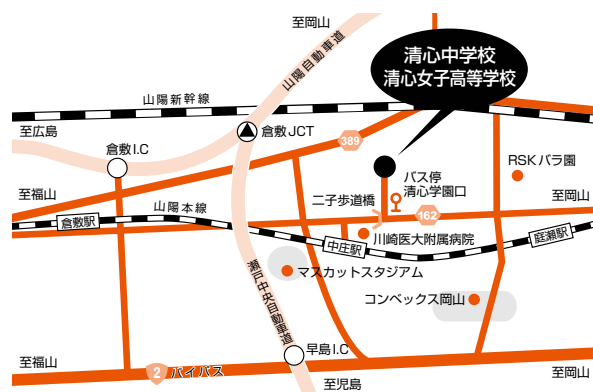 至岡山
清心中学校
清心女子高等学校
山陽自動車道
山陽新幹線
至広島
倉敷JCT
倉敷I.C
389
RSKバラ園
バス停
清心学園口
至福山
山陽本線
二子歩道橋
至岡山
162
倉敷駅
川崎医大附属病院
中庄駅
庭瀬駅
マスカットスタジアム
瀬戸中央自動車道
コンベックス岡山
早島I.C
至福山
2 バイパス
至岡山
至児島